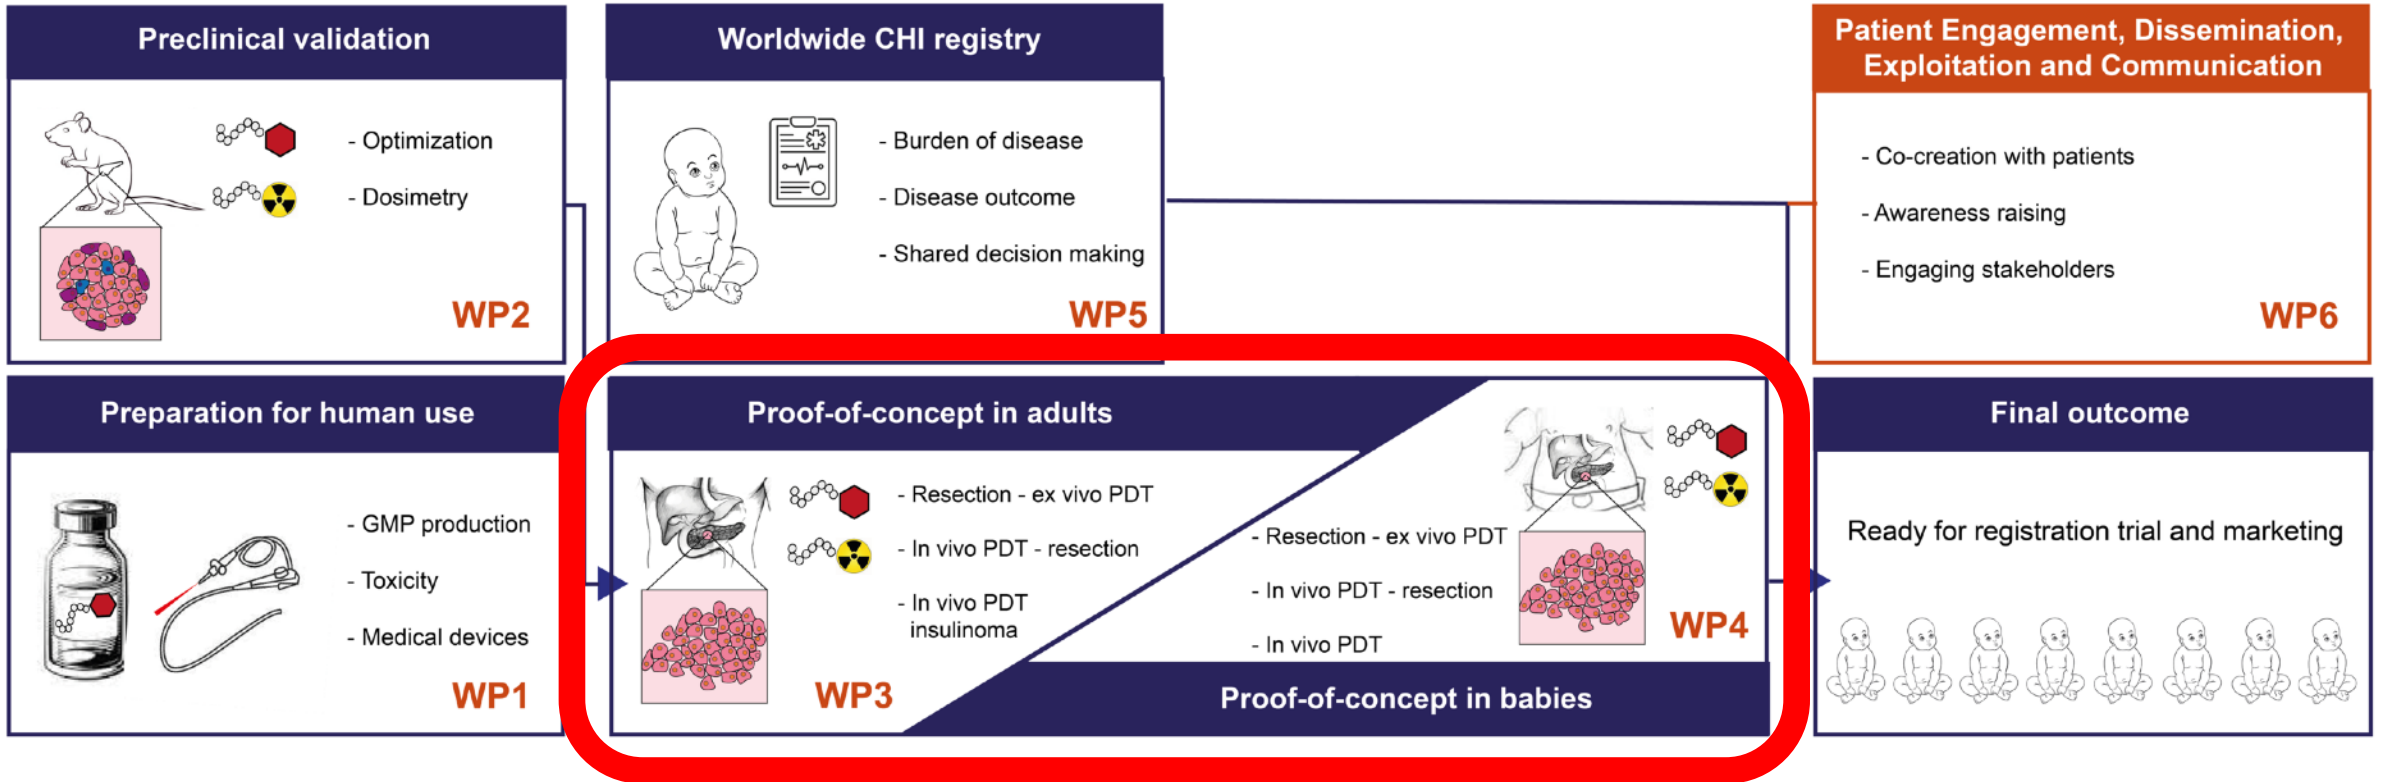 Preclinical validation
- Optimization
- Dosimetry
WP2
Worldwide CHI registry
- Burden of disease
- Disease outcome
- Shared decision making
WP5
Patient Engagement, Dissemination,
Exploitation and Communication
- Co-creation with patients
- Awareness raising
- Engaging stakeholders
WP6
Preparation for human use
- GMP production
- Toxicity
- Medical devices
WP1
Proof-of-concept in adults
- Resection - ex vivo PDT
- In vivo PDT - resection
- In vivo PDT
insulinoma
WP3
- Resection - ex vivo PDT
- In vivo PDT - resection
- In vivo PDT
WP4
Proof-of-concept in babies
Final outcome
Ready for registration trial and marketing